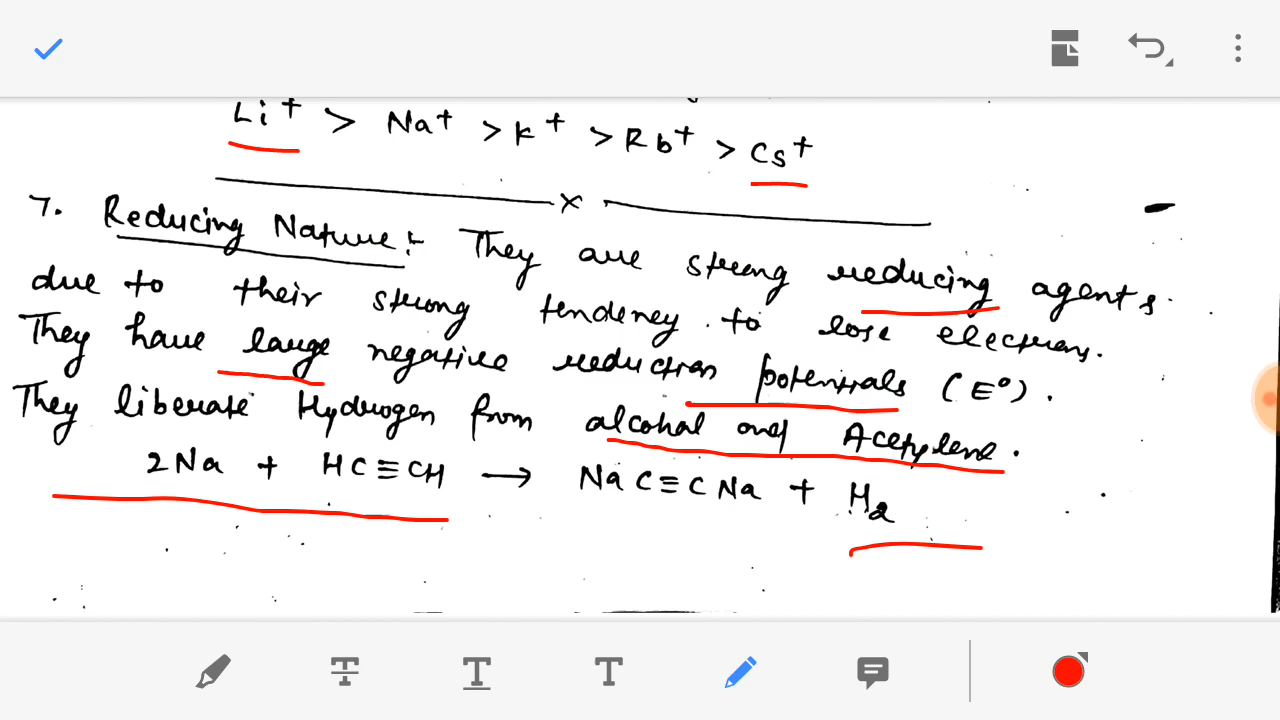 Li⁺ > Na⁺ > K⁺ > Rb⁺ > Cs⁺
7. Reducing Nature:- They are strong reducing agents.
due to their strong tendency to lose electrons.
They have large negative reduction potentials (E°).
They liberate Hydrogen from alcohol and Acetylene.
2Na + HC≡CH → NaC≡CNa + H₂